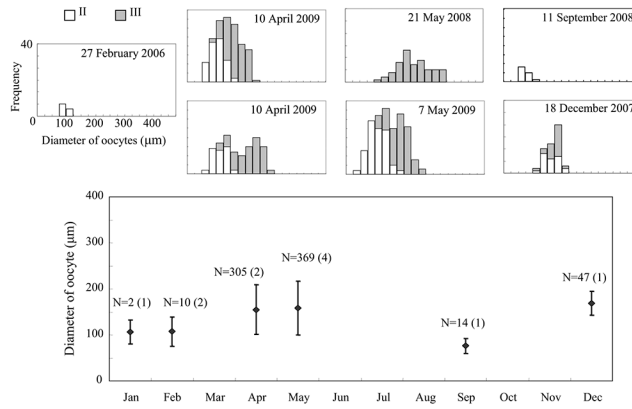 II III
27 February 2006
40
Frequency
0
100 200 300 400
Diameter of oocytes (μm)
10 April 2009
21 May 2008
11 September 2008
10 April 2009
7 May 2009
18 December 2007
400
300
200
100
0
Diameter of oocyte (μm)
N=2 (1)
N=10 (2)
N=305 (2)
N=369 (4)
N=14 (1)
N=47 (1)
Jan Feb Mar Apr May Jun Jul Aug Sep Oct Nov Dec